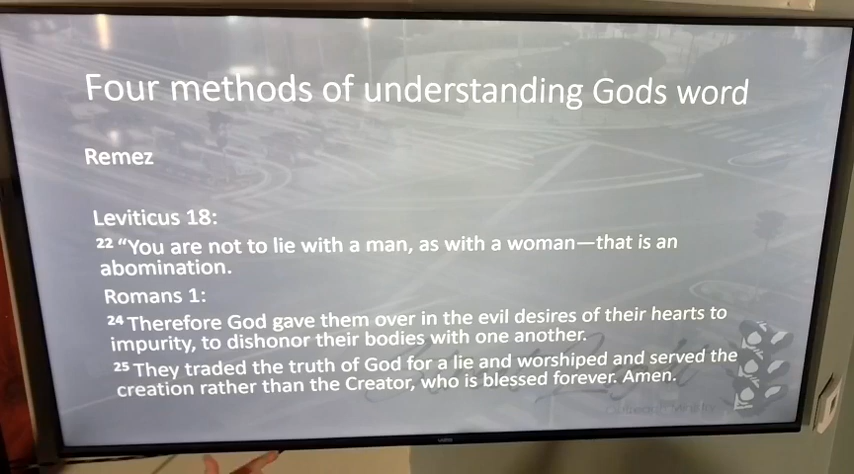 Four methods of understanding Gods word
Remez
Leviticus 18:
22 “You are not to lie with a man, as with a woman—that is an
abomination.
Romans 1:
24 Therefore God gave them over in the evil desires of their hearts to
impurity, to dishonor their bodies with one another.
25 They traded the truth of God for a lie and worshiped and served the
creation rather than the Creator, who is blessed forever. Amen.
Outreach Ministry